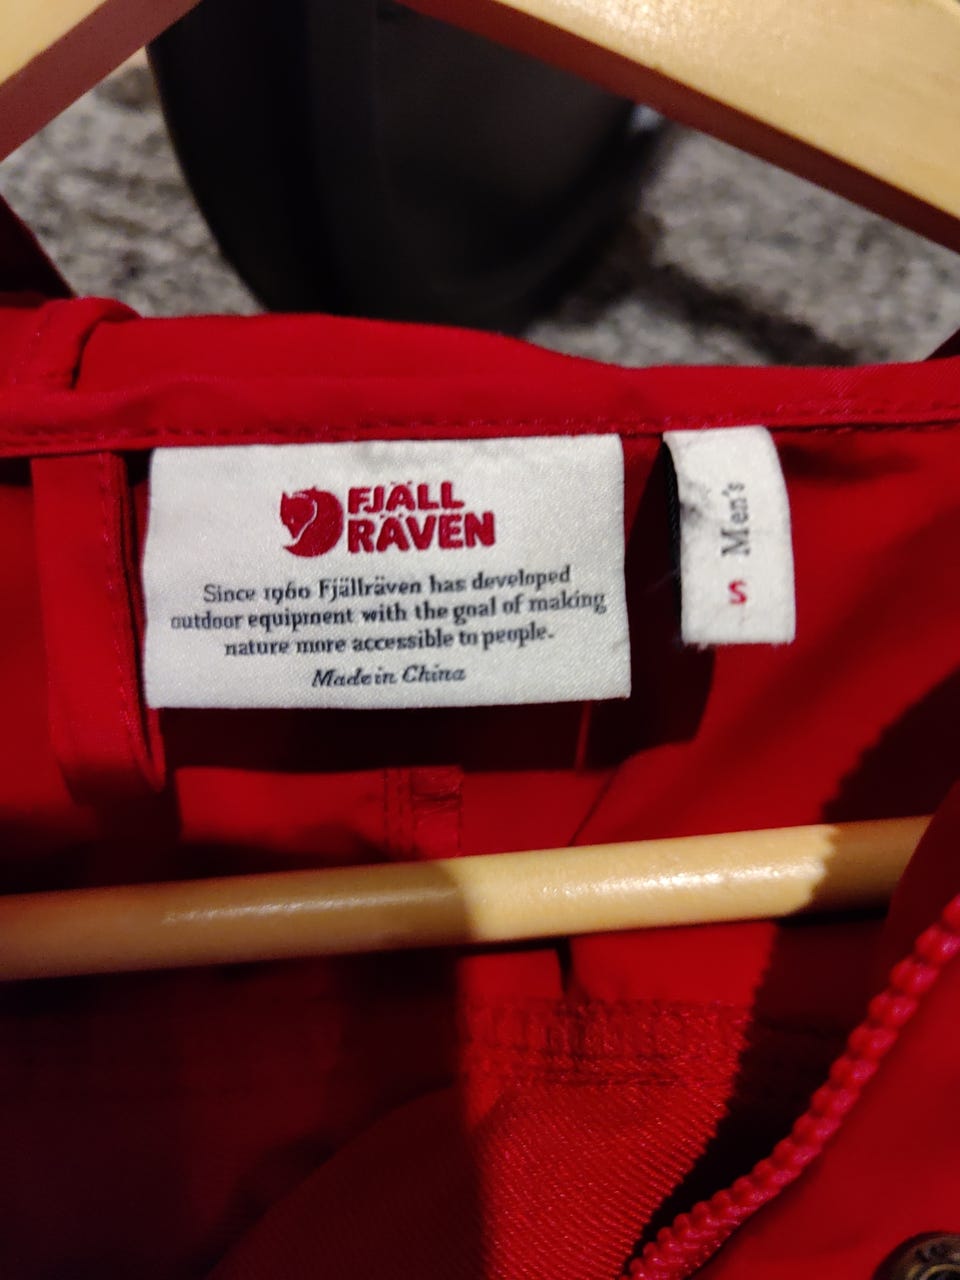 FJÄLL
RÄVEN
Since 1960 Fjällräven has developed
outdoor equipment with the goal of making
nature more accessible to people.
Made in China
Men's
S